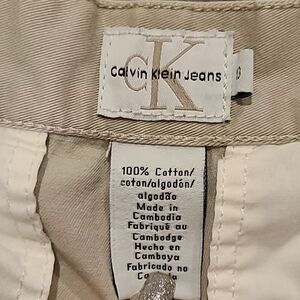 CK
Calvin Klein Jeans
100% Cotton/
coton/algodón/
algodão
Made in
Cambodia
Fabriqué au
Cambodge
Hecho en
Camboya
Fabricado no